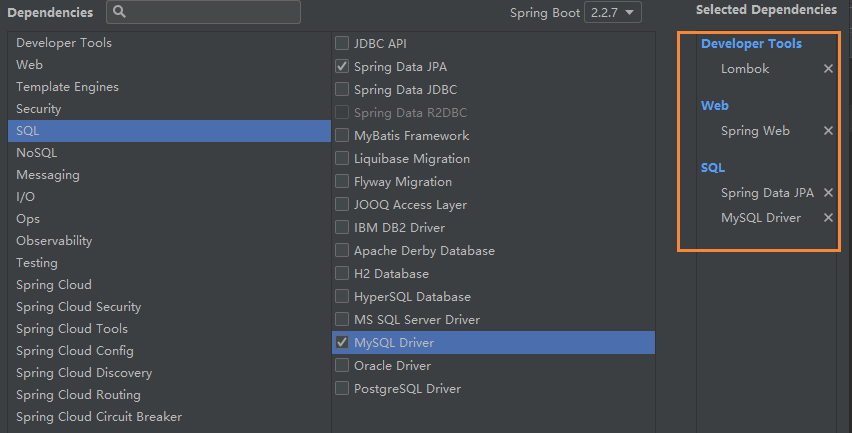 Dependencies
Spring Boot 2.2.7
Selected Dependencies
Developer Tools
Web
Template Engines
Security
SQL
NoSQL
Messaging
I/O
Ops
Observability
Testing
Spring Cloud
Spring Cloud Security
Spring Cloud Tools
Spring Cloud Config
Spring Cloud Discovery
Spring Cloud Routing
Spring Cloud Circuit Breaker
JDBC API
Spring Data JPA
Spring Data JDBC
Spring Data R2DBC
MyBatis Framework
Liquibase Migration
Flyway Migration
JOOQ Access Layer
IBM DB2 Driver
Apache Derby Database
H2 Database
HyperSQL Database
MS SQL Server Driver
MySQL Driver
Oracle Driver
PostgreSQL Driver
Developer Tools
Lombok
Web
Spring Web
SQL
Spring Data JPA
MySQL Driver